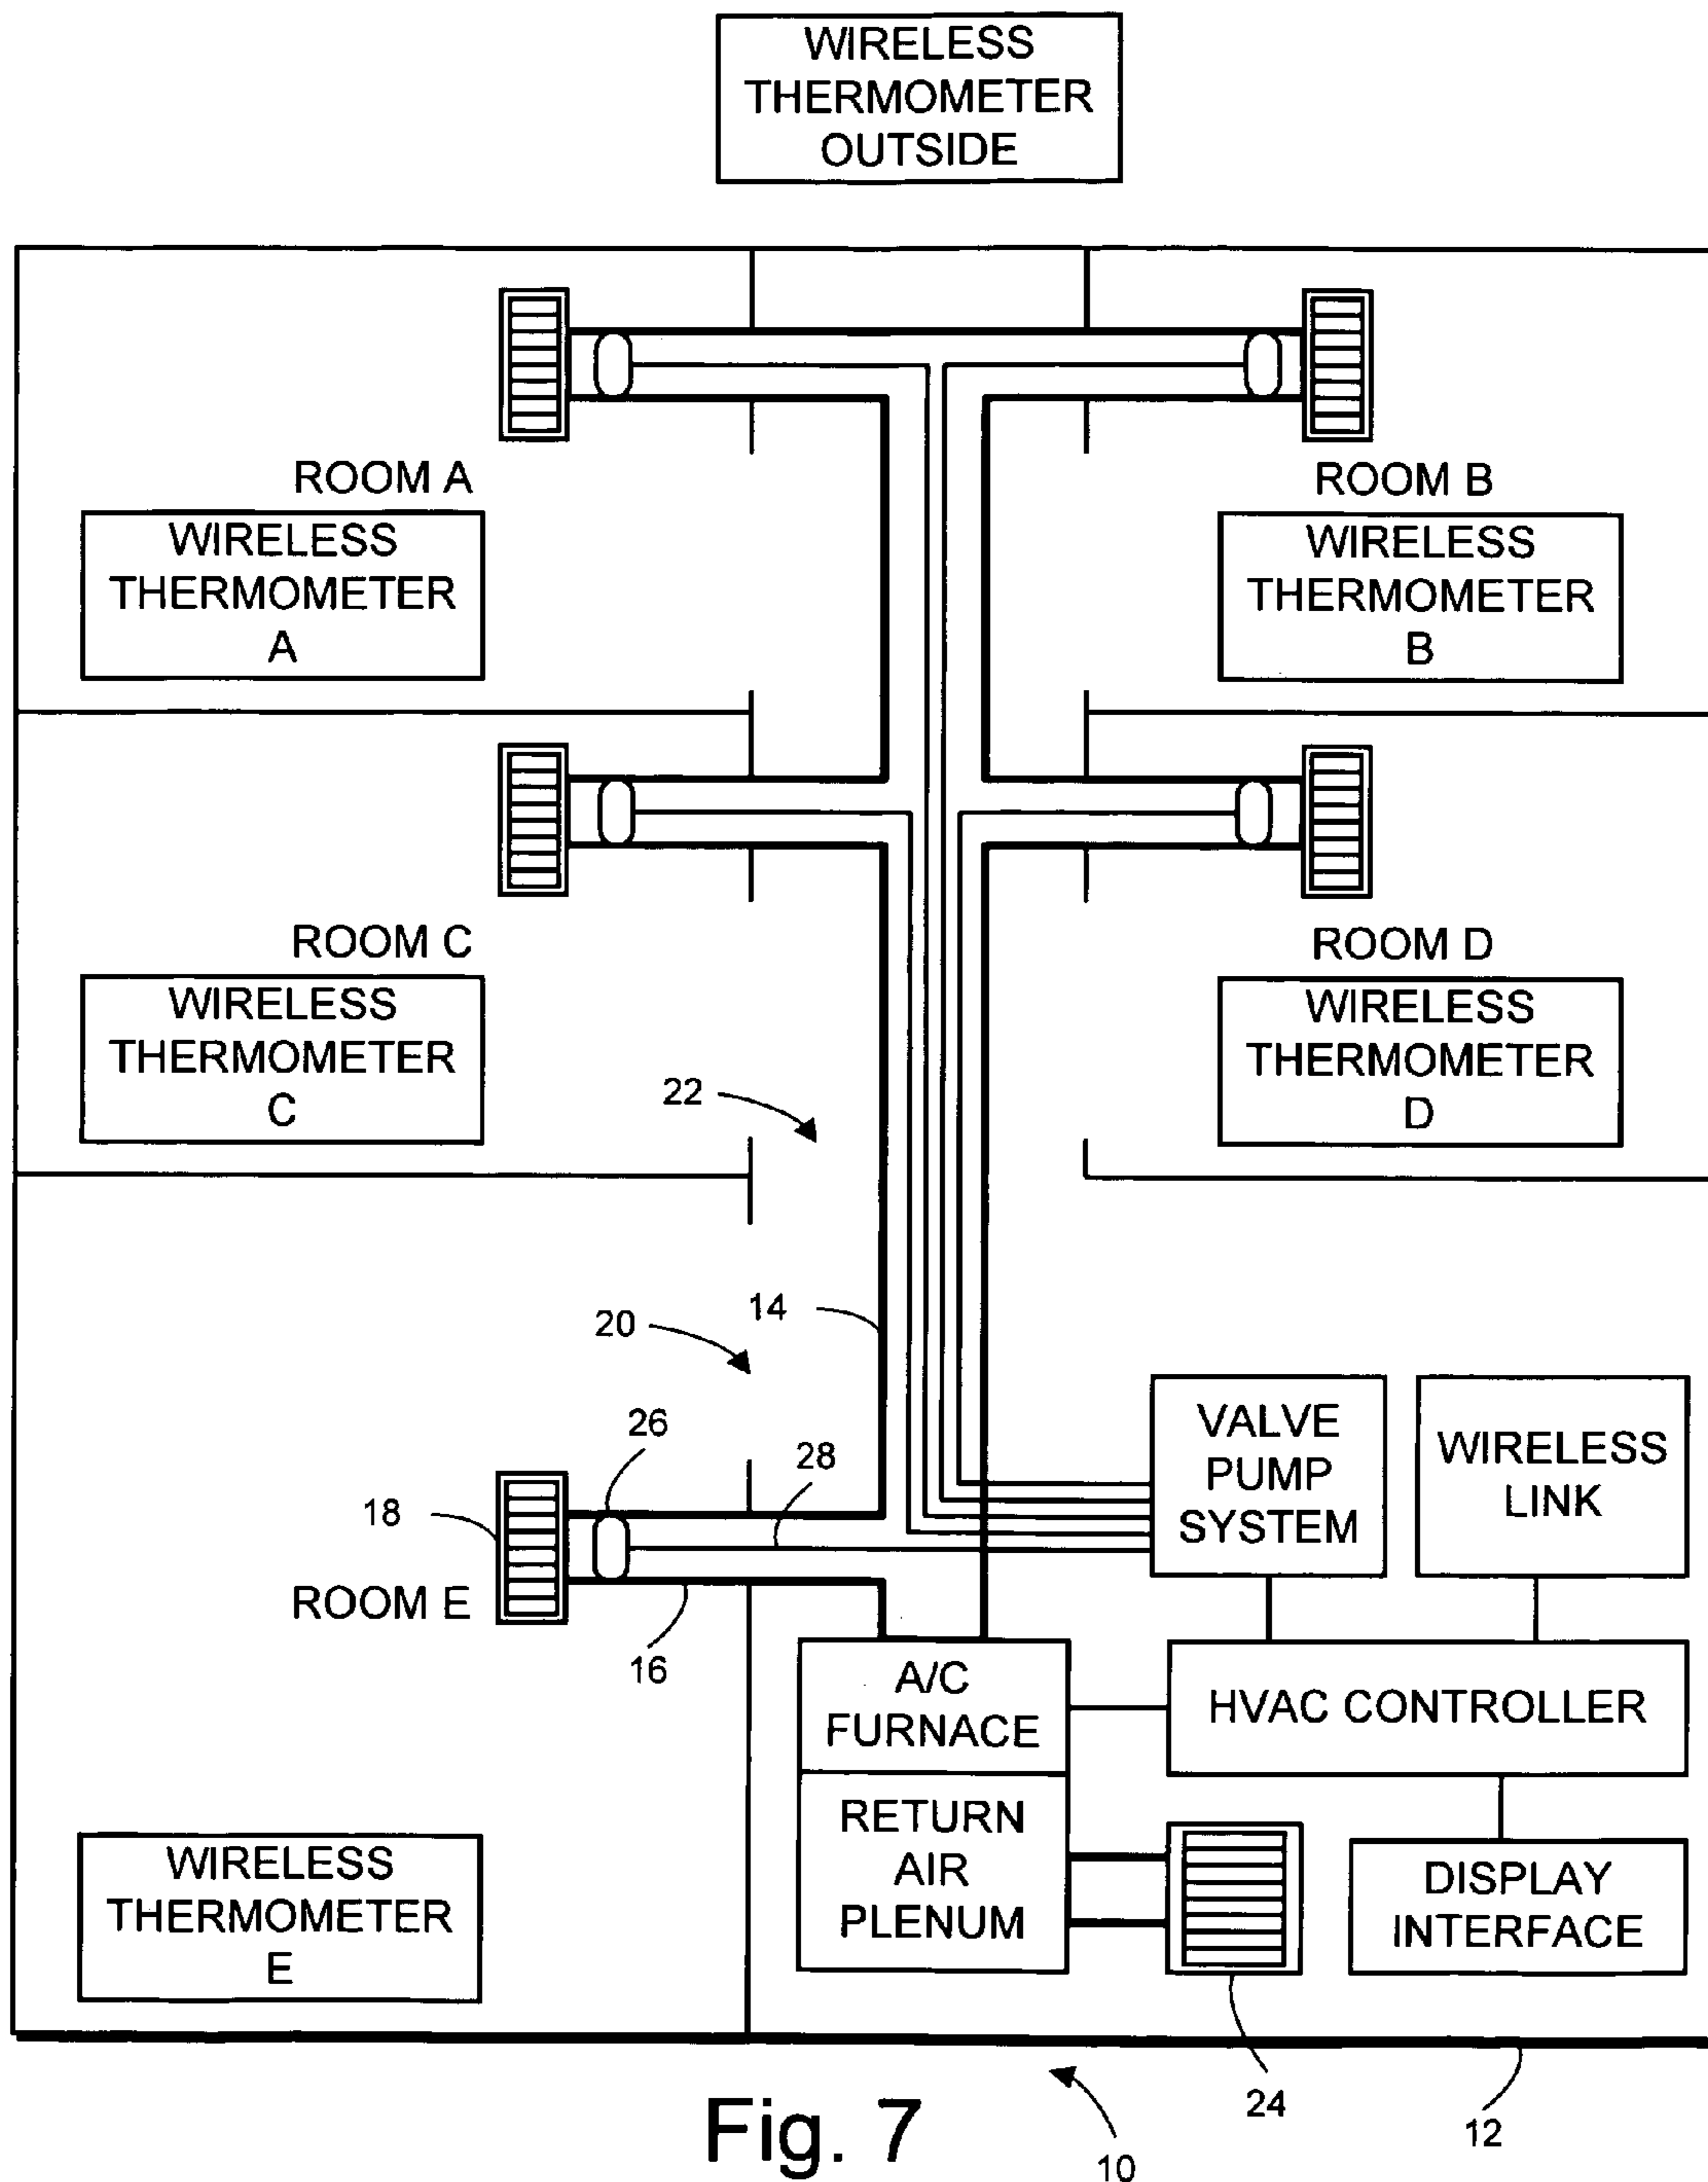 WIRELESS
THERMOMETER
OUTSIDE
ROOM A
WIRELESS
THERMOMETER
A
ROOM B
WIRELESS
THERMOMETER
B
ROOM C
WIRELESS
THERMOMETER
C
ROOM D
WIRELESS
THERMOMETER
D
22
14
20
26
28
18
ROOM E
16
VALVE
PUMP
SYSTEM
WIRELESS
LINK
A/C
FURNACE
HVAC CONTROLLER
RETURN
AIR
PLENUM
DISPLAY
INTERFACE
WIRELESS
THERMOMETER
E
24
12
10
Fig. 7